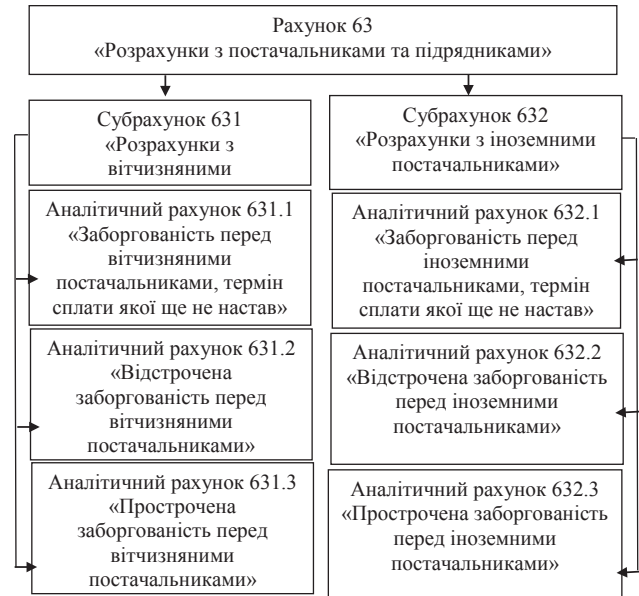 Рахунок 63
«Розрахунки з постачальниками та підрядниками»
Субрахунок 631
«Розрахунки з
вітчизняними
Субрахунок 632
«Розрахунки з іноземними
постачальниками»
Аналітичний рахунок 631.1
«Заборгованість перед
вітчизняними
постачальниками, термін
сплати якої ще не настав»
Аналітичний рахунок 632.1
«Заборгованість перед
іноземними
постачальниками, термін
сплати якої ще не настав»
Аналітичний рахунок 631.2
«Відстрочена
заборгованість перед
вітчизняними
постачальниками»
Аналітичний рахунок 632.2
«Відстрочена заборгованість
перед іноземними
постачальниками»
Аналітичний рахунок 631.3
«Прострочена
заборгованість перед
вітчизняними
постачальниками»
Аналітичний рахунок 632.3
«Прострочена заборгованість
перед іноземними
постачальниками»